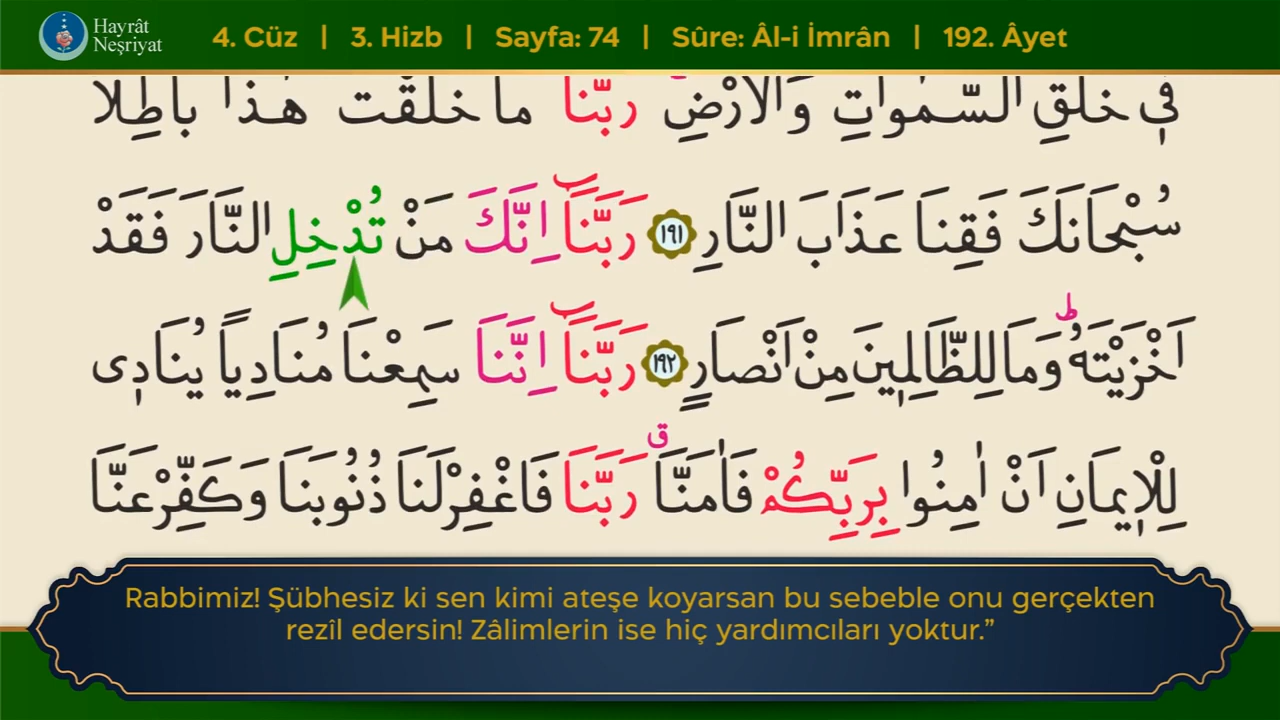 Hayrât
Neşriyat
4. Cüz | 3. Hizb | Sayfa: 74 | Sûre: Âl-i İmrân | 192. Âyet
فِي خَلْقِ السَّمٰوَاتِ وَالْاَرْضِ رَبَّنَا مَا خَلَقْتَ هٰذَا بَاطِلًا
سُبْحَانَكَ فَقِنَا عَذَابَ النَّارِ ١٩١ رَبَّنَا اِنَّكَ مَنْ تُدْخِلِ النَّارَ فَقَدْ
اَخْزَيْتَهُ ط وَمَا لِلظَّالِمِينَ مِنْ اَنْصَارٍ ١٩٢ رَبَّنَا اِنَّنَا سَمِعْنَا مُنَادِياً يُنَادِى
لِلْاِيمَانِ اَنْ اٰمِنُوا بِرَبِّكُمْ فَاٰمَنَّا ق رَبَّنَا فَاغْفِرْلَنَا ذُنُوبَنَا وَكَفِّرْعَنَّا
Rabbimiz! Şübhesiz ki sen kimi ateşe koyarsan bu sebeble onu gerçekten
rezîl edersin! Zâlimlerin ise hiç yardımcıları yoktur.”